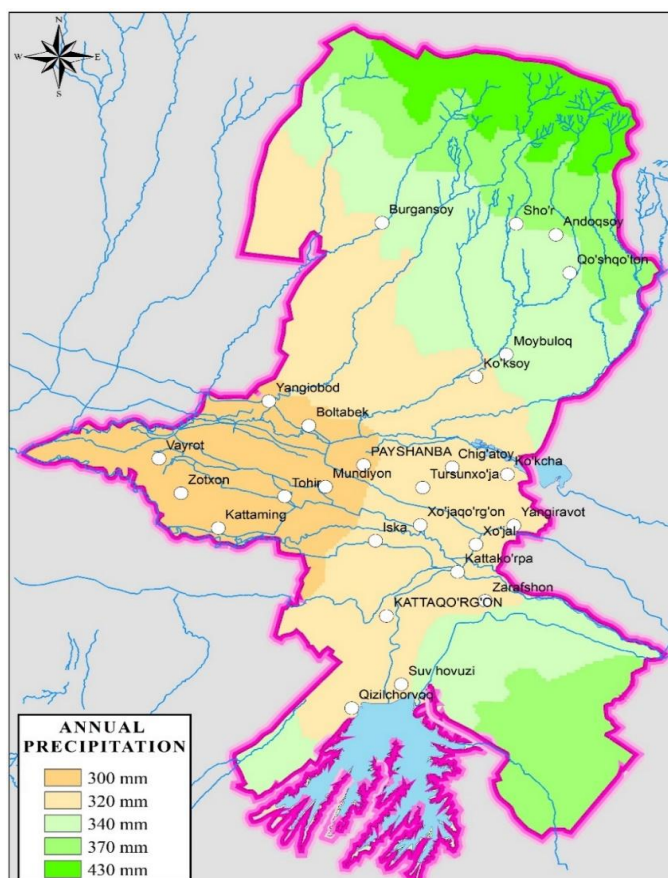 N
W E
S
Burgansoy
Sho'r
Andoqsoy
Qo'shqo'ton
Moybuloq
Ko'ksoy
Yangiobod
Boltabek
Vayrot
PAYSHANBA
Chig'atoy
Ko'kcha
Zotxon
Tohir
Mundiyon
Tursunxo'ja
Kattaming
Xo'jaqo'rg'on
Yangiravot
Iska
Xo'jal
Kattako'rpa
Zarafshon
KATTAQO'RG'ON
Suv hovuzi
Qizilchorvoq
ANNUAL
PRECIPITATION
300 mm
320 mm
340 mm
370 mm
430 mm